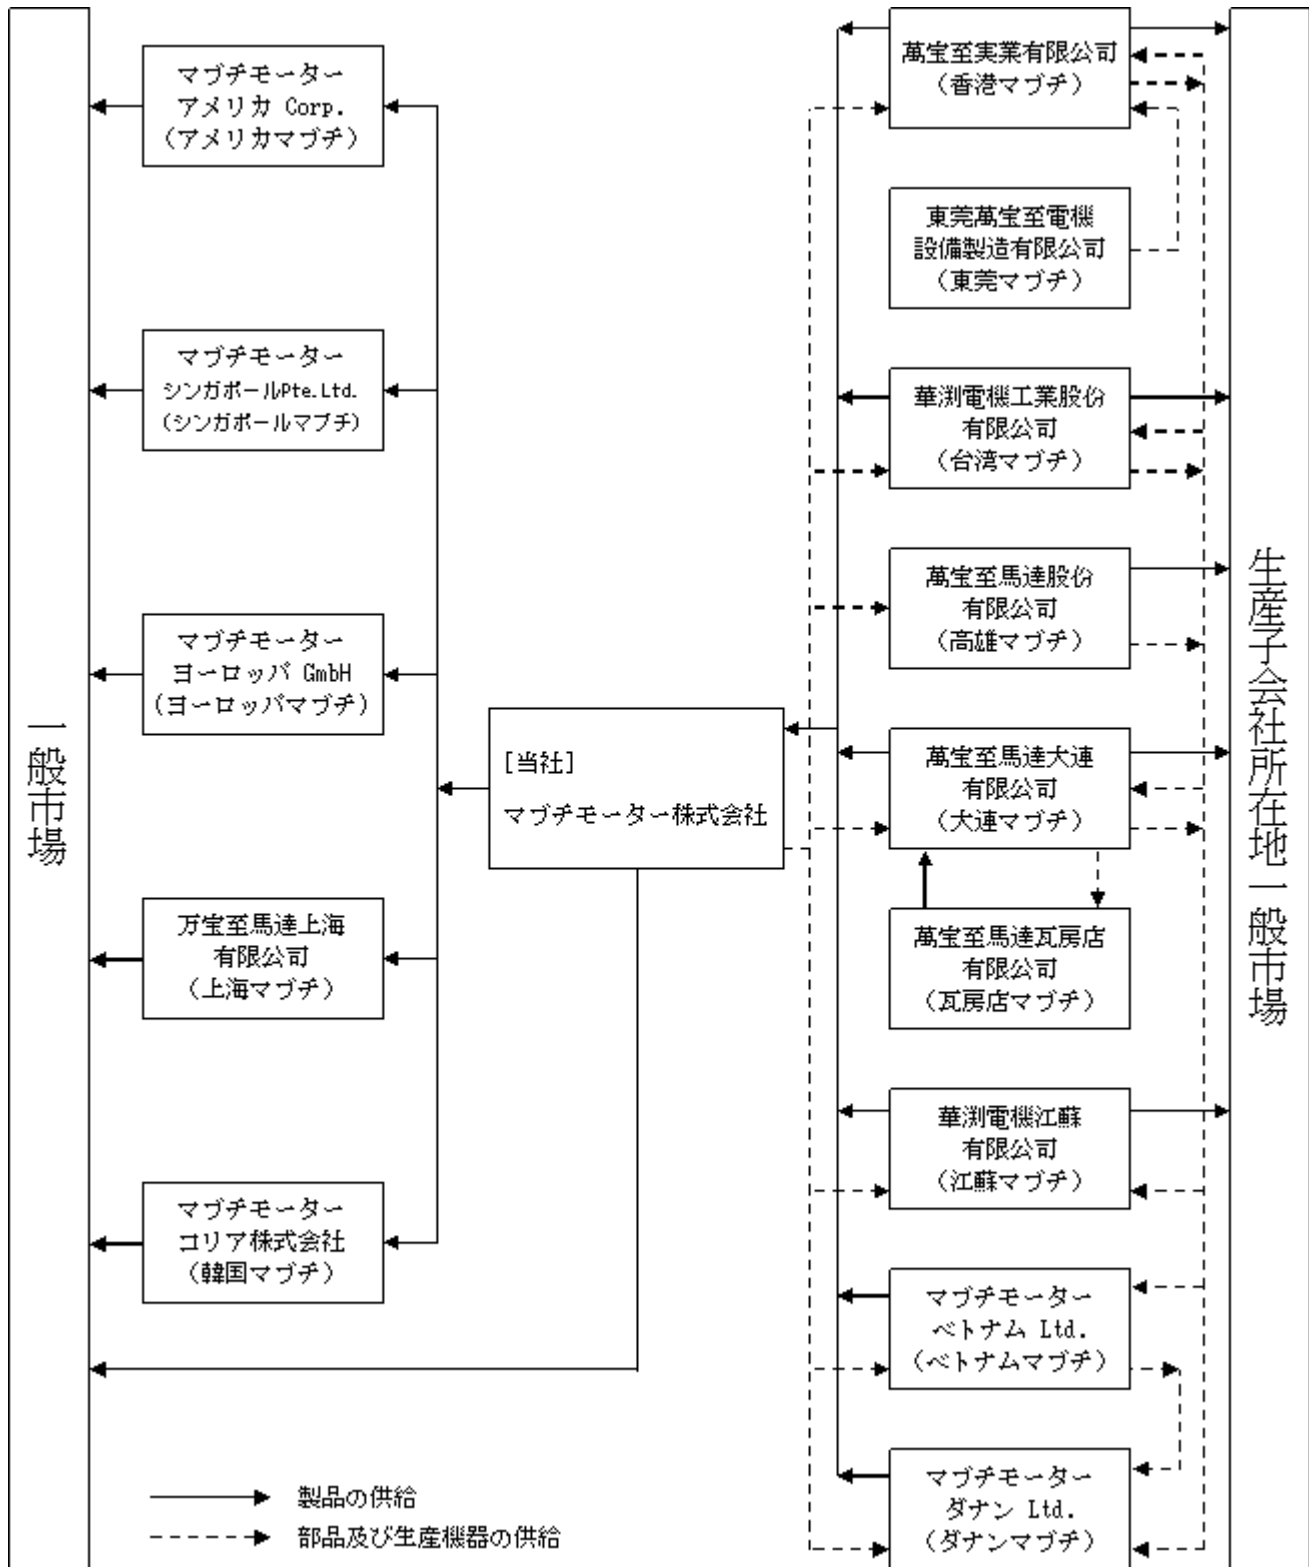 一般市場
マブチモーター
アメリカ Corp.
(アメリカマブチ)
マブチモーター
シンガポールPte.Ltd.
(シンガポールマブチ)
マブチモーター
ヨーロッパ GmbH
(ヨーロッパマブチ)
万宝至馬達上海
有限公司
(上海マブチ)
マブチモーター
コリア株式会社
(韓国マブチ)
[当社]
マブチモーター株式会社
萬宝至実業有限公司
(香港マブチ)
東莞萬宝至電機
設備製造有限公司
(東莞マブチ)
華渕電機工業股份
有限公司
(台湾マブチ)
萬宝至馬達股份
有限公司
(高雄マブチ)
萬宝至馬達大連
有限公司
(大連マブチ)
萬宝至馬達瓦房店
有限公司
(瓦房店マブチ)
華渕電機江蘇
有限公司
(江蘇マブチ)
マブチモーター
ベトナム Ltd.
(ベトナムマブチ)
マブチモーター
ダナン Ltd.
(ダナンマブチ)
生産子会社所在地一般市場
製品の供給
部品及び生産機器の供給